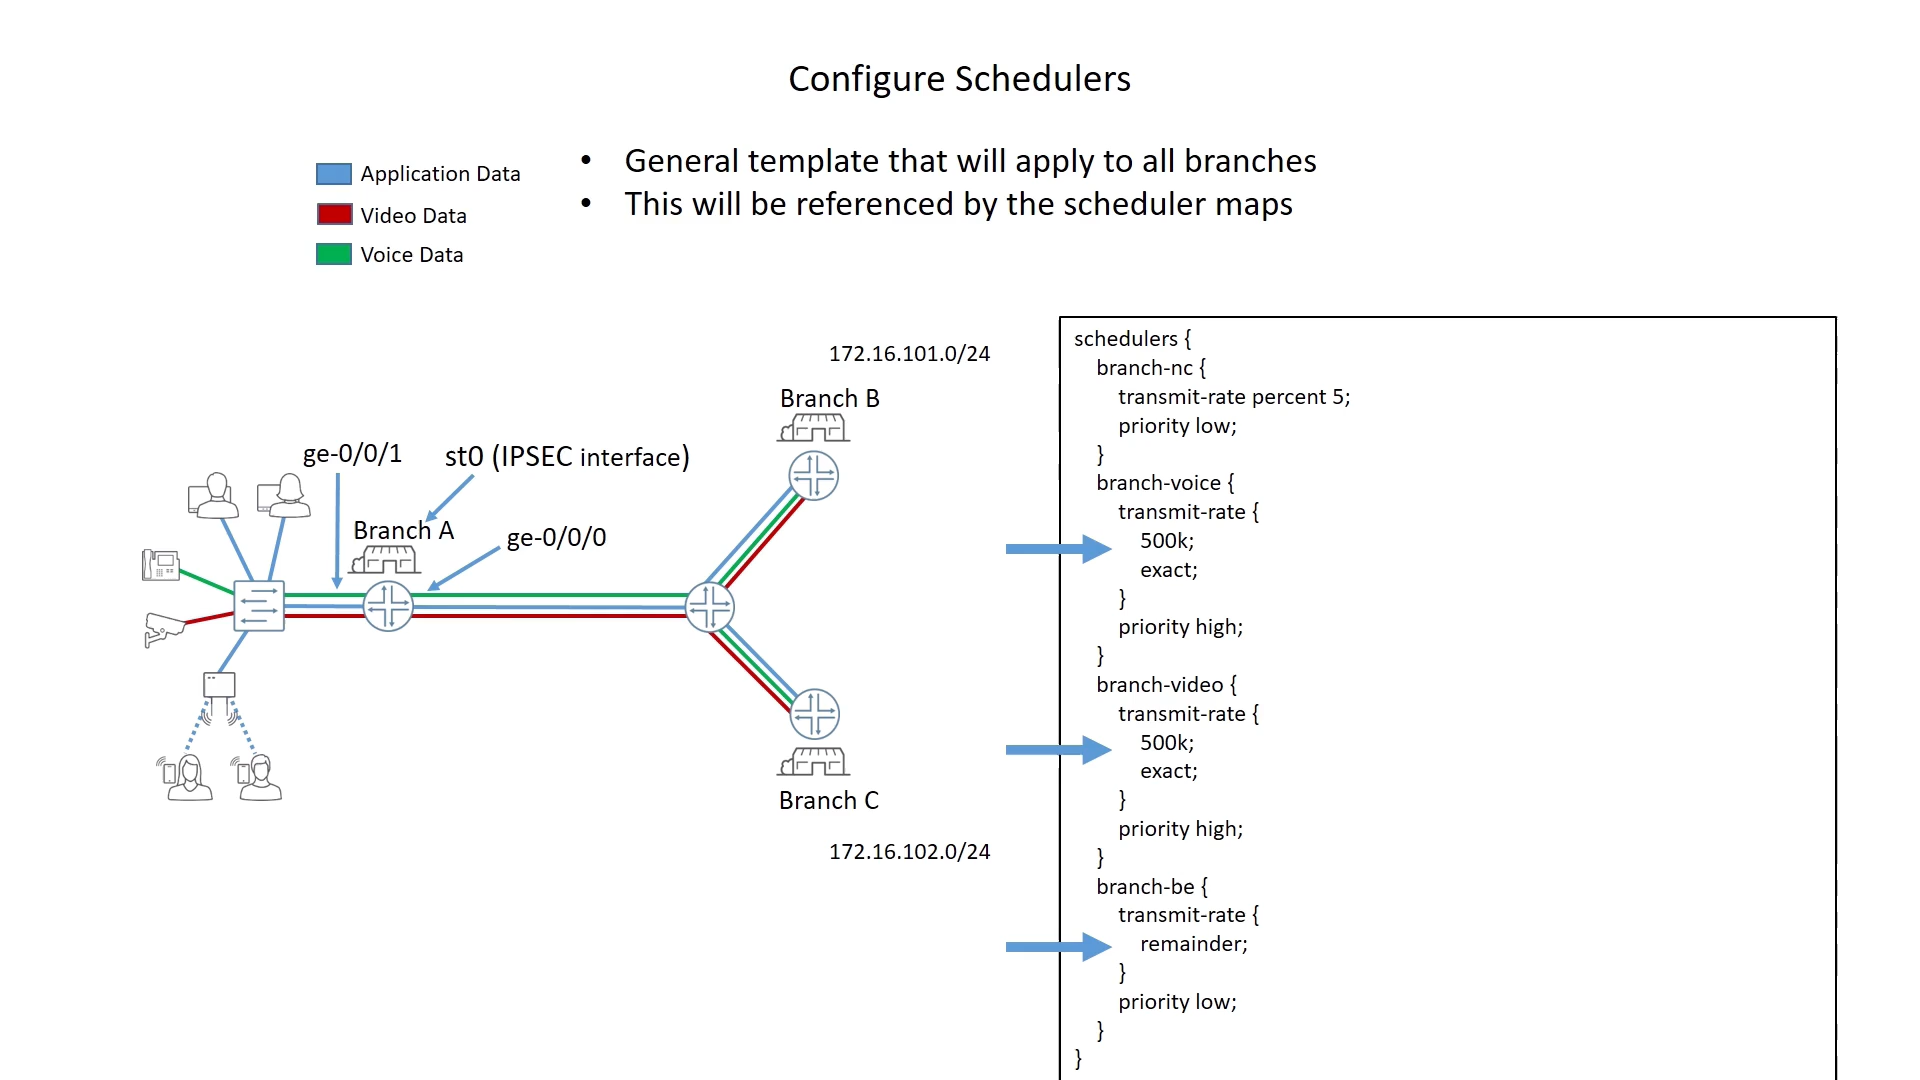 Configure Schedulers
Application Data
Video Data
Voice Data
• General template that will apply to all branches
• This will be referenced by the scheduler maps
172.16.101.0/24
Branch B
ge-0/0/1
st0 (IPSEC interface)
Branch A
ge-0/0/0
Branch C
172.16.102.0/24
schedulers {
branch-nc {
transmit-rate percent 5;
priority low;
}
branch-voice {
transmit-rate {
500k;
exact;
}
priority high;
}
branch-video {
transmit-rate {
500k;
exact;
}
priority high;
}
branch-be {
transmit-rate {
remainder;
}
priority low;
}
}